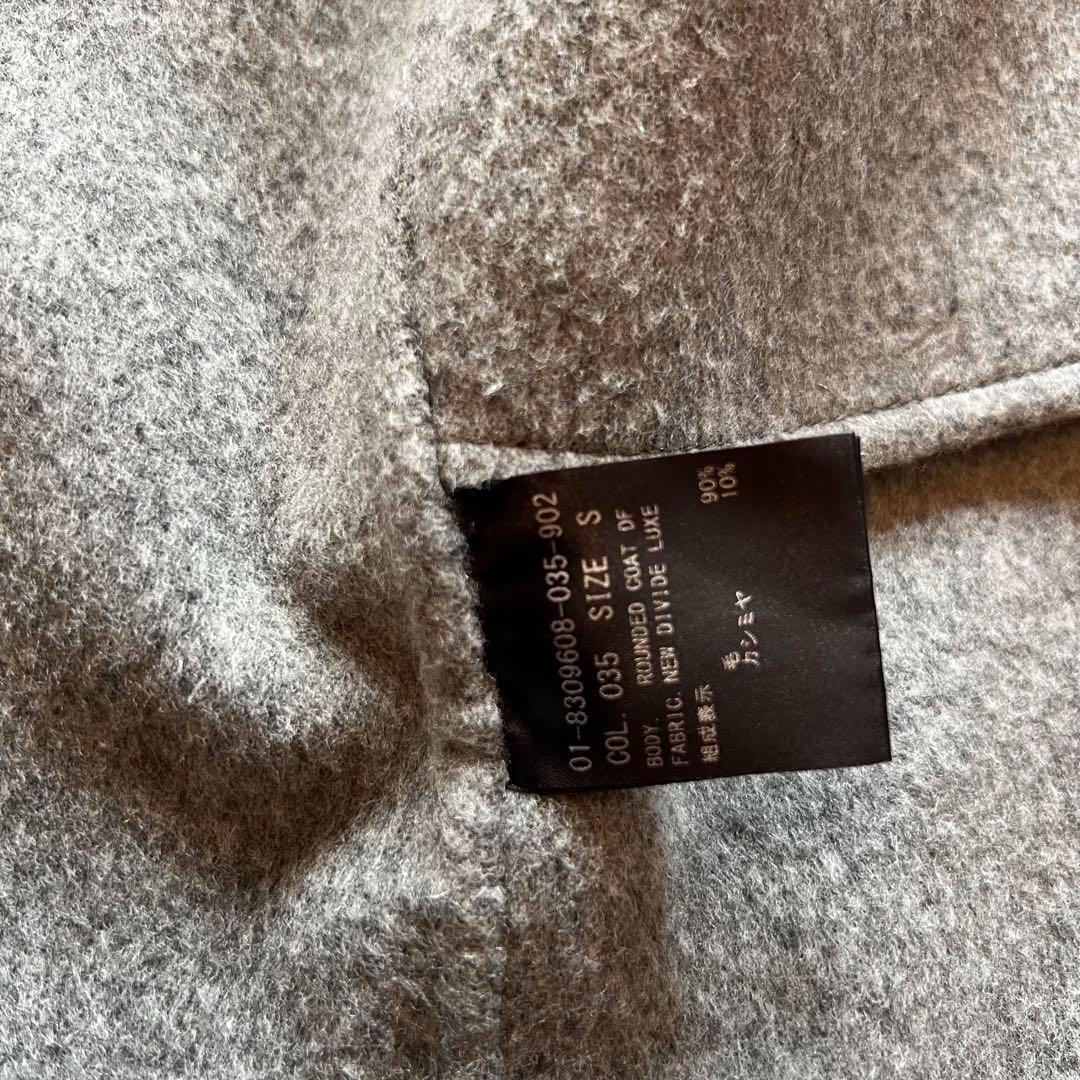 01-8309608-035-902
COL. 035 SIZE S
BODY. ROUNDED COAT DF
FABRIC. NEW DIVIDE LUXE
組成表示
毛 90%
カシミヤ 10%